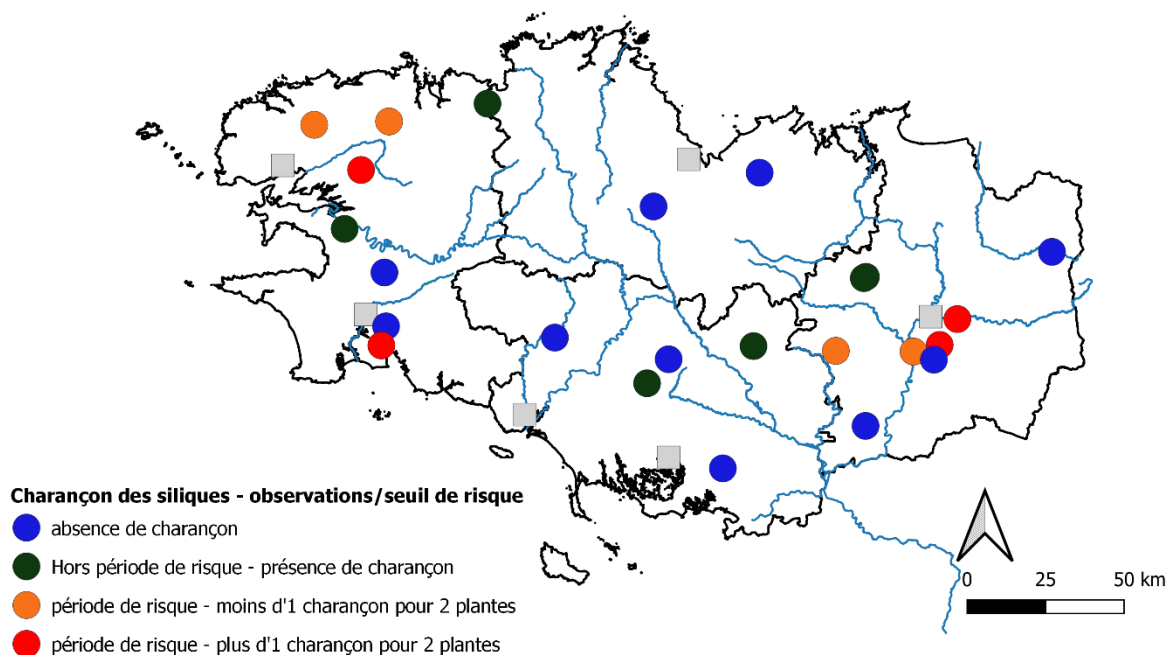 Charançon des siliques - observations/seuil de risque
absence de charançon
Hors période de risque - présence de charançon
période de risque - moins d'1 charançon pour 2 plantes
période de risque - plus d'1 charançon pour 2 plantes
0 25 50 km